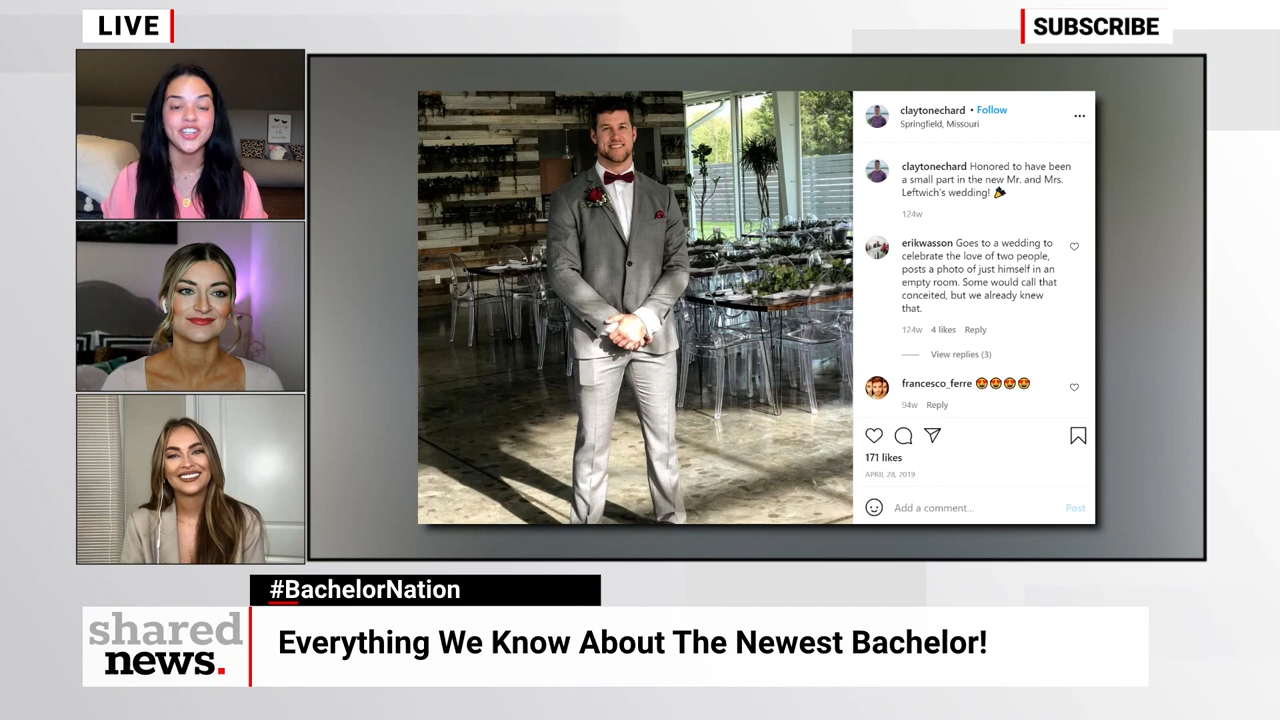 LIVE
SUBSCRIBE
claytonechard • Follow
Springfield, Missouri
claytonechard Honored to have been
a small part in the new Mr. and Mrs.
Leftwich's wedding! 🎉
124w
erikwasson Goes to a wedding to
celebrate the love of two people,
posts a photo of just himself in an
empty room. Some would call that
conceited, but we already knew
that.
124w 4 likes Reply
View replies (3)
francesco_ferre 😍😍😍😍
94w Reply
171 likes
APRIL 28, 2019
Add a comment... Post
#BachelorNation
shared
news.
Everything We Know About The Newest Bachelor!